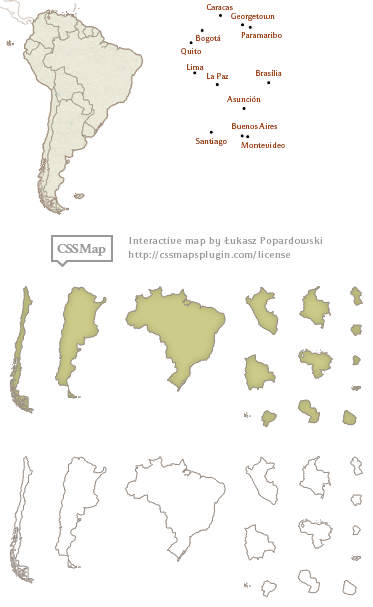 Caracas
Georgetown
Paramaribo
Bogotá
Quito
Lima
La Paz
Brasília
Asunción
Buenos Aires
Santiago
Montevideo
CSSMap
Interactive map by Łukasz Popardowski
http://cssmapsplugin.com/license